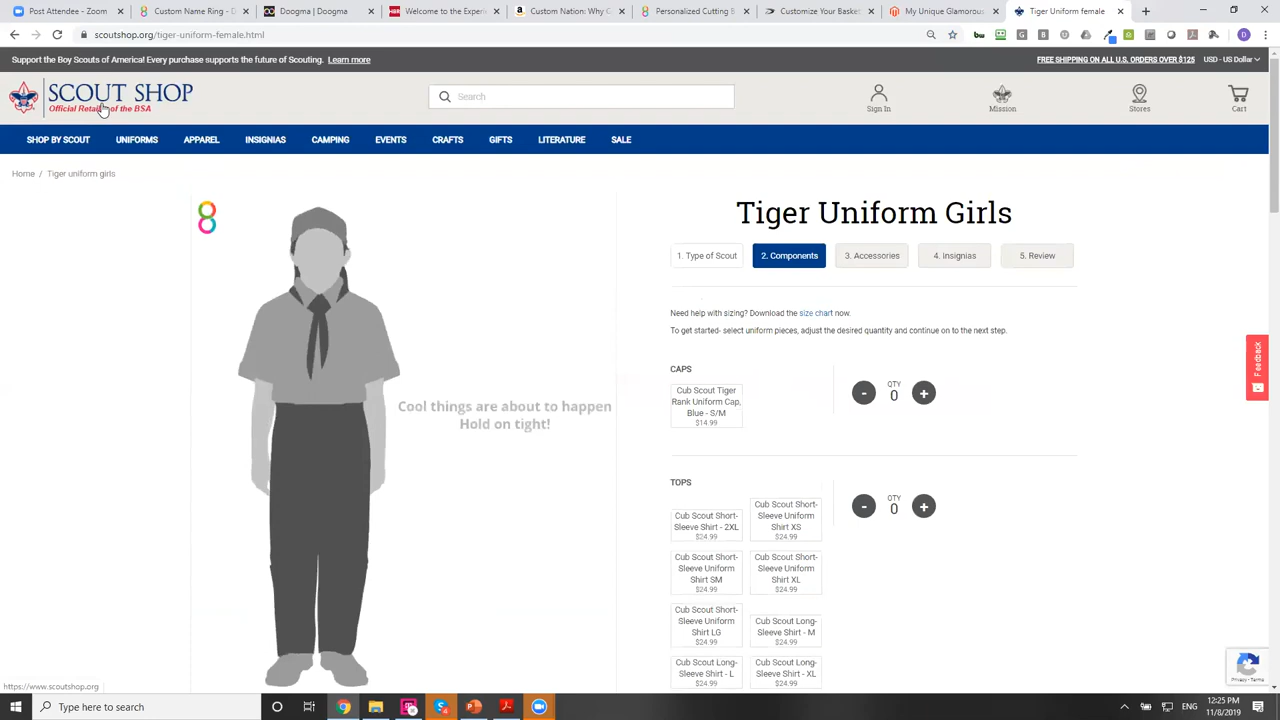 Post Attendee - Zoom
Custom Name Ring - D
Doogma | Dogma
Welcome to the Experie
Custom Nation: Why C
Personalized Cutting B
Customize Your Basket
My Unique Glamorous
Tiger Uniform female
scoutshop.org/tiger-uniform-female.html
Support the Boy Scouts of America! Every purchase supports the future of Scouting. Learn more
FREE SHIPPING ON ALL U.S. ORDERS OVER $125
USD - US Dollar
SCOUT SHOP
Official Retailer of the BSA
Search
Sign In
Mission
Stores
Cart
SHOP BY SCOUT UNIFORMS APPAREL INSIGNIAS CAMPING EVENTS CRAFTS GIFTS LITERATURE SALE
Home / Tiger uniform girls
Tiger Uniform Girls
1. Type of Scout 2. Components 3. Accessories 4. Insignias 5. Review
Need help with sizing? Download the size chart now.
To get started- select uniform pieces, adjust the desired quantity and continue on to the next step.
Cool things are about to happen
Hold on tight!
CAPS
Cub Scout Tiger
Rank Uniform Cap,
Blue - S/M
$14.99
- QTY 0 +
TOPS
Cub Scout Short-
Sleeve Shirt - 2XL
$24.99
Cub Scout Short-
Sleeve Uniform
Shirt XS
$24.99
- QTY 0 +
Cub Scout Short-
Sleeve Uniform
Shirt SM
$24.99
Cub Scout Short-
Sleeve Uniform
Shirt XL
$24.99
Cub Scout Short-
Sleeve Uniform
Shirt LG
$24.99
Cub Scout Long-
Sleeve Shirt - M
$24.99
Cub Scout Long-
Sleeve Shirt - L
$24.99
Cub Scout Long-
Sleeve Shirt - XL
$24.99
Feedback
Privacy - Terms
https://www.scoutshop.org
Type here to search
ENG
12:25 PM
11/8/2019